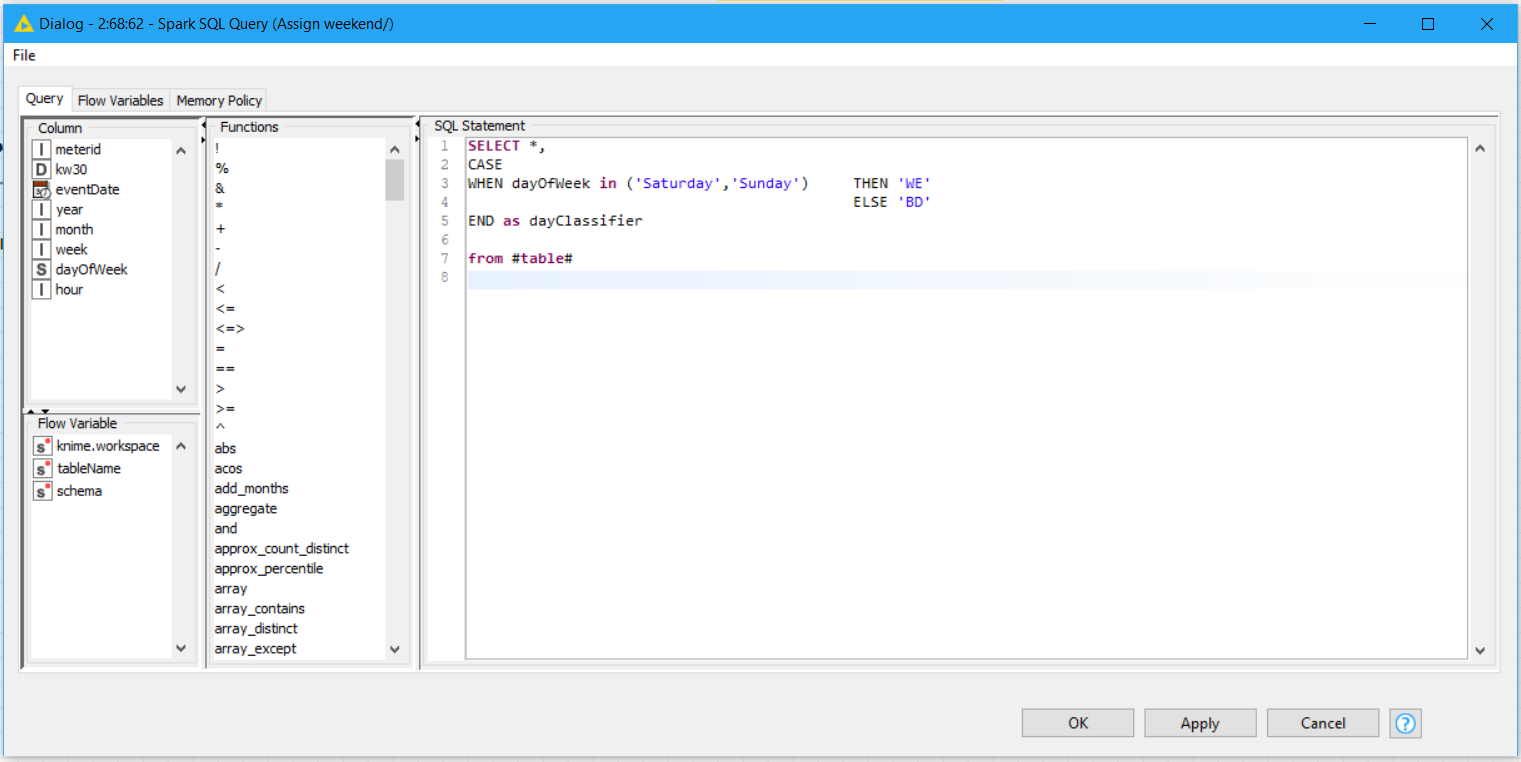 Dialog - 2:68:62 - Spark SQL Query (Assign weekend/)
File
Query Flow Variables Memory Policy
Column
I meterid
D kw30
eventDate
I year
I month
I week
S dayOfWeek
I hour
Flow Variable
s knime.workspace
s tableName
s schema
Functions
!
%
&
*
+
-
/
<
<=
<=>
=
==
>
>=
^
abs
acos
add_months
aggregate
and
approx_count_distinct
approx_percentile
array
array_contains
array_distinct
array_except
SQL Statement
1 SELECT *,
2 CASE
3 WHEN dayOfWeek in ('Saturday','Sunday') THEN 'WE'
4 ELSE 'BD'
5 END as dayClassifier
6
7 from #table#
8
OK Apply Cancel ?